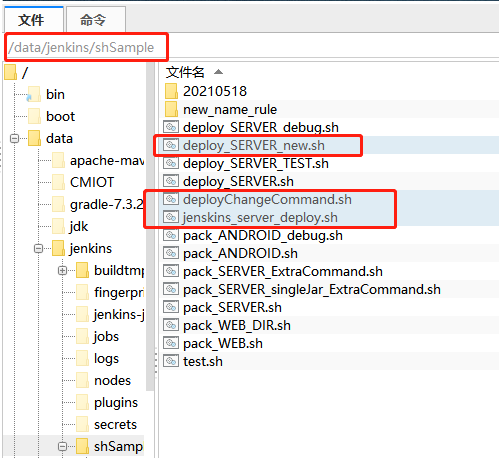 文件
命令
/data/jenkins/shSample
/
bin
boot
data
apache-mav
CMIOT
gradle-7.3.2
jdk
jenkins
buildtmp
fingerpri
jenkins-j
jobs
logs
nodes
plugins
secrets
shSamp
文件名
20210518
new_name_rule
deploy_SERVER_debug.sh
deploy_SERVER_new.sh
deploy_SERVER_TEST.sh
deploy_SERVER.sh
deployChangeCommand.sh
jenskins_server_deploy.sh
pack_ANDROID_debug.sh
pack_ANDROID.sh
pack_SERVER_ExtraCommand.sh
pack_SERVER_singleJar_ExtraCommand.sh
pack_SERVER.sh
pack_WEB_DIR.sh
pack_WEB.sh
test.sh